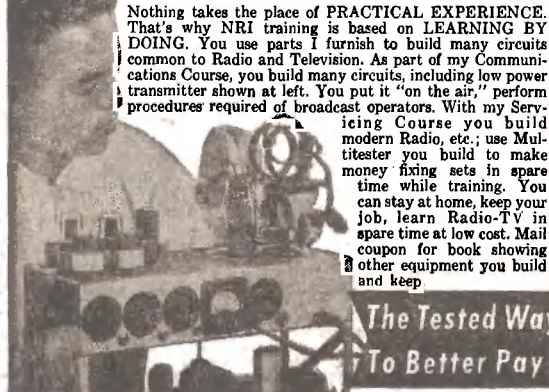 Nothing takes the place of PRACTICAL EXPERIENCE.
That's why NRI training is based on LEARNING BY
DOING. You use parts I furnish to build many circuits
common to Radio and Television. As part of my Communi-
cations Course, you build many circuits, including low power
transmitter shown at left. You put it "on the air," perform
procedures required of broadcast operators. With my Serv-
icing Course you build
modern Radio, etc.; use Mul-
titester you build to make
money fixing sets in spare
time while training. You
can stay at home, keep your
job, learn Radio-TV in
spare time at low cost. Mail
coupon for book showing
other equipment you build
and keep
The Tested Way
To Better Pay